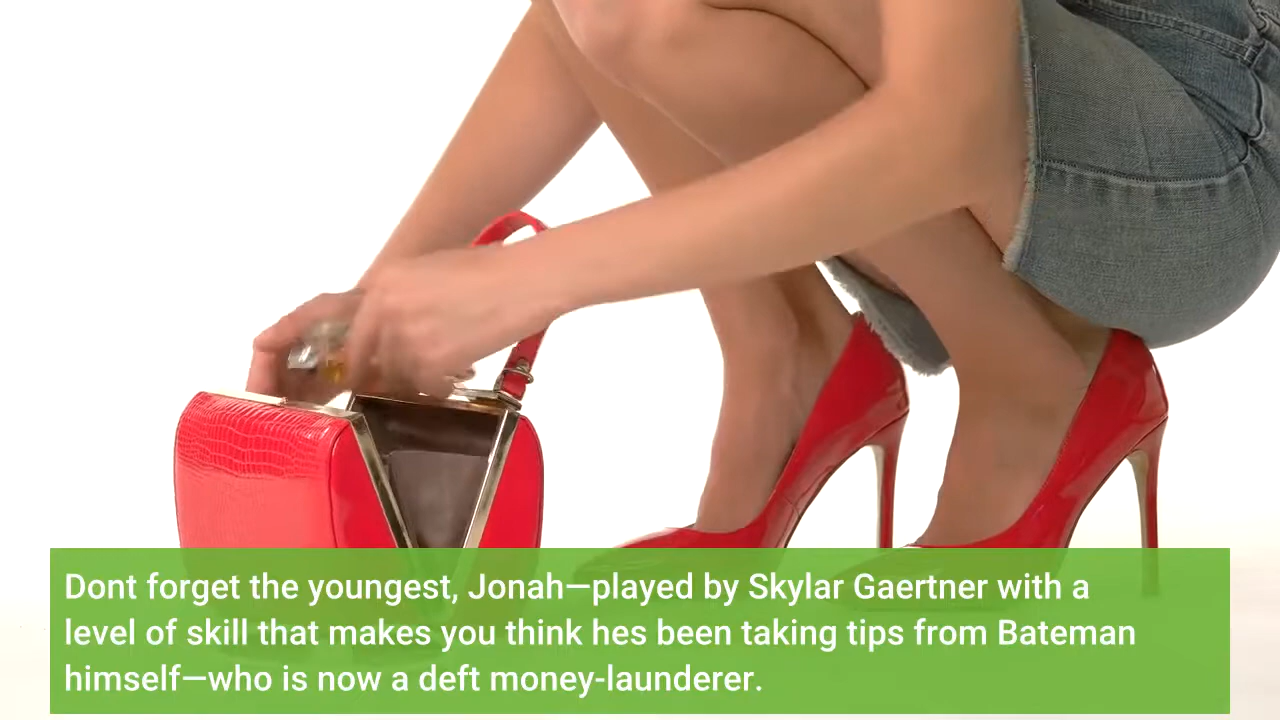 Dont forget the youngest, Jonah—played by Skylar Gaertner with a
level of skill that makes you think hes been taking tips from Bateman
himself—who is now a deft money-launderer.